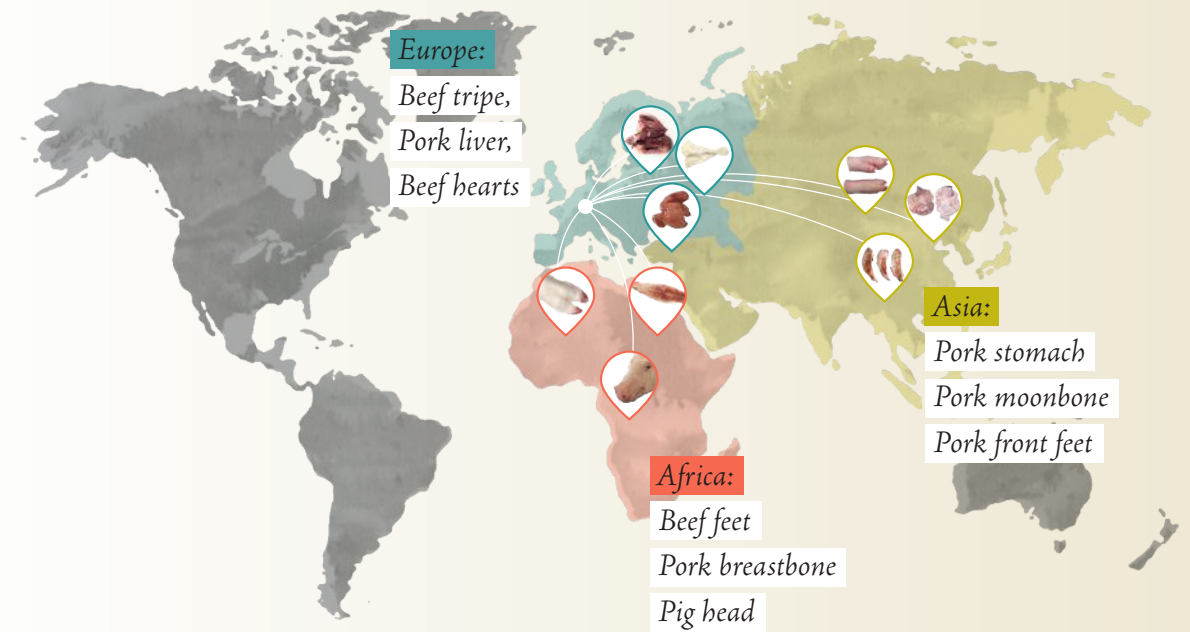 Europe:
Beef tripe,
Pork liver,
Beef hearts
Asia:
Pork stomach
Pork moonbone
Pork front feet
Africa:
Beef feet
Pork breastbone
Pig head